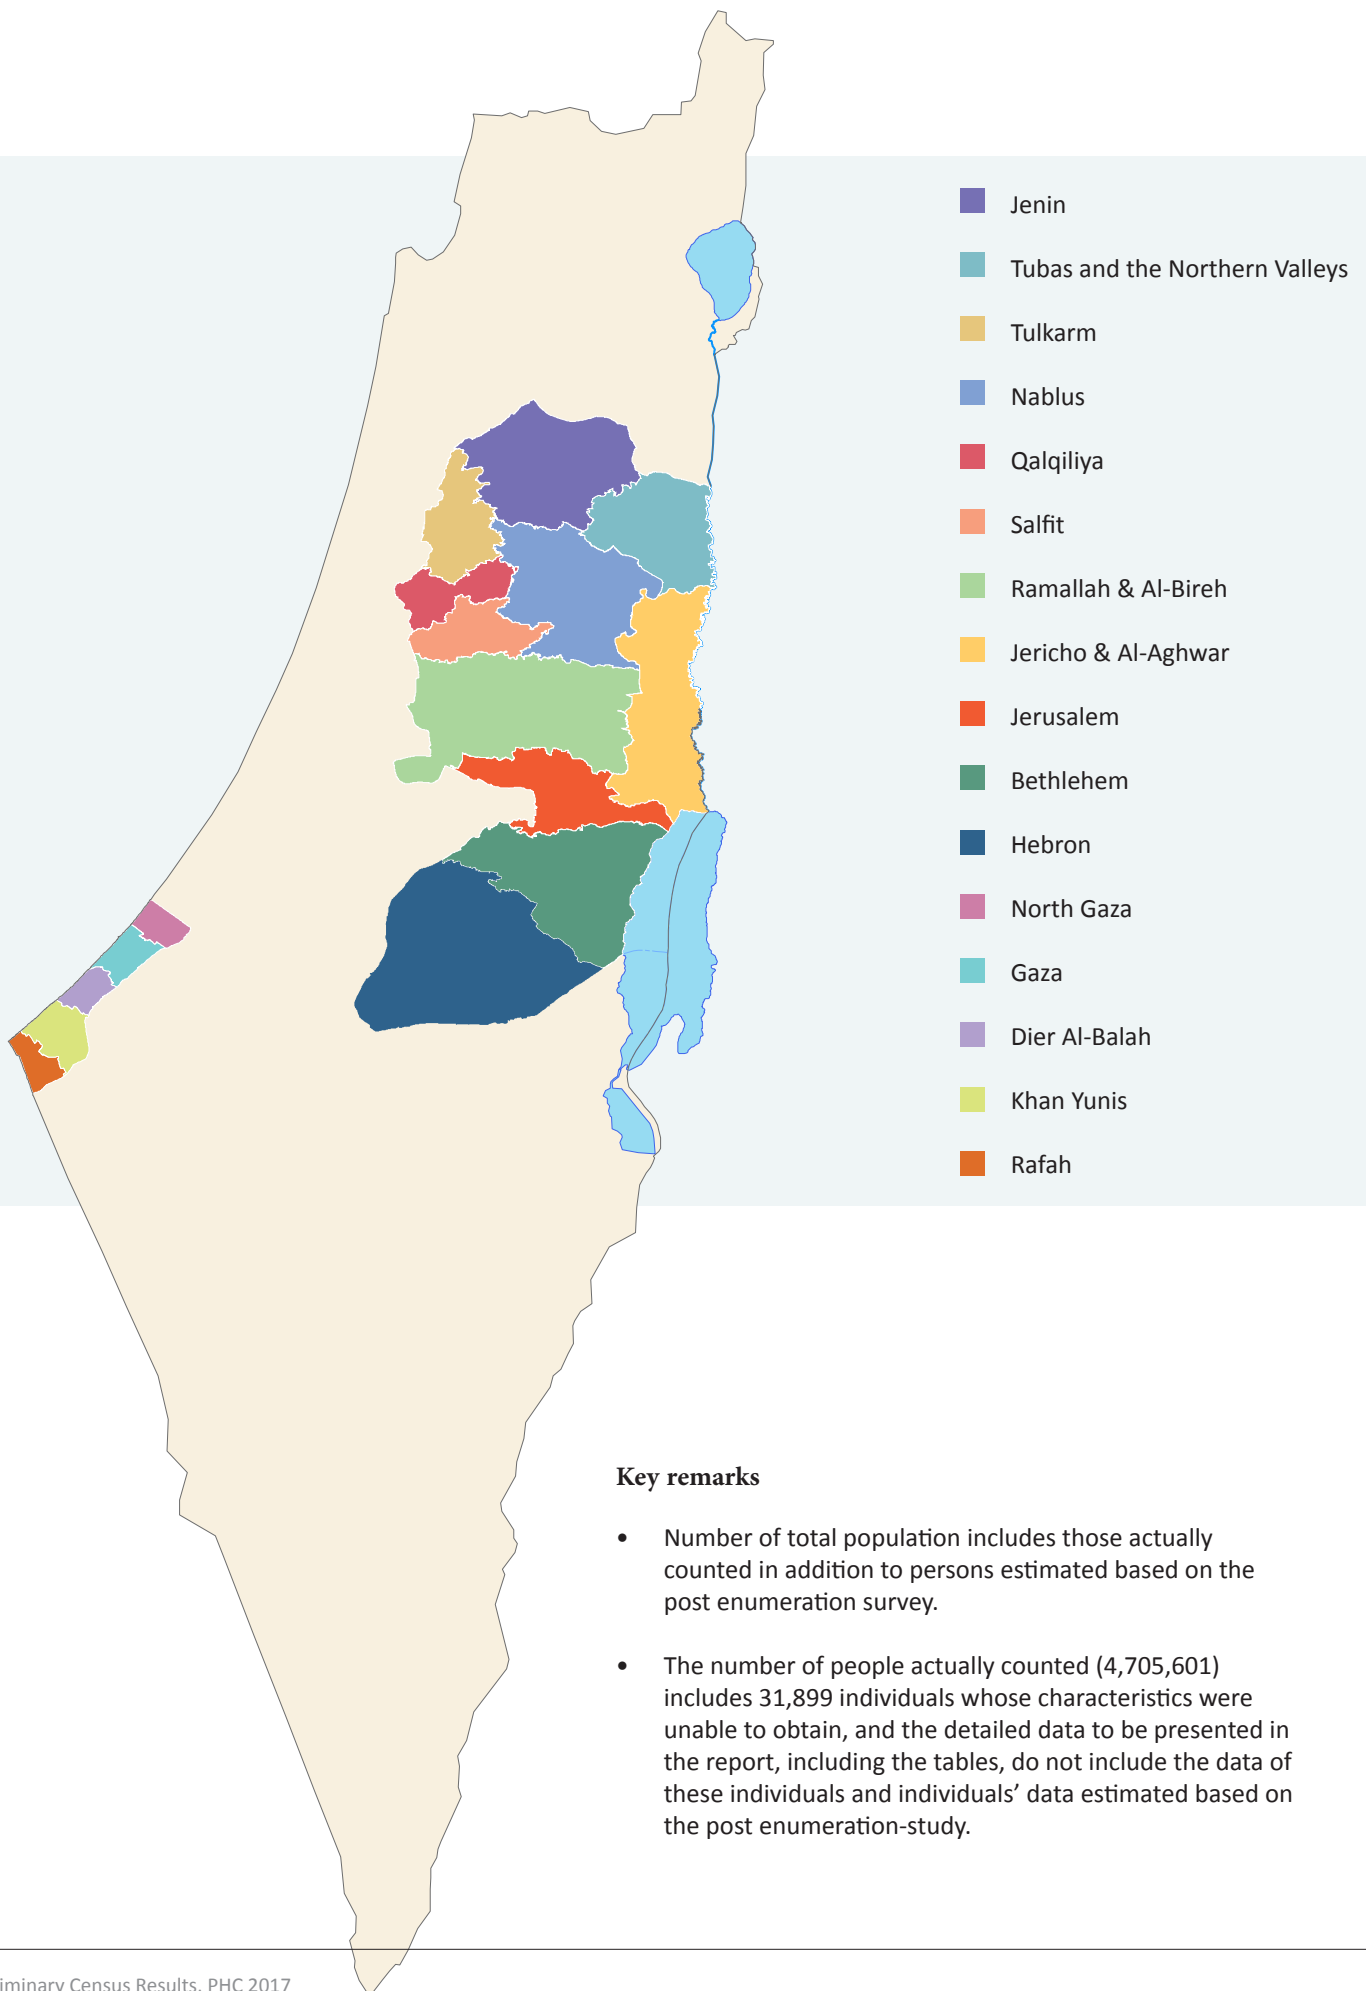 Jenin
Tubas and the Northern Valleys
Tulkarm
Nablus
Qalqiliya
Salfit
Ramallah & Al-Bireh
Jericho & Al-Aghwar
Jerusalem
Bethlehem
Hebron
North Gaza
Gaza
Dier Al-Balah
Khan Yunis
Rafah
Key remarks
• Number of total population includes those actually
counted in addition to persons estimated based on the
post enumeration survey.
• The number of people actually counted (4,705,601)
includes 31,899 individuals whose characteristics were
unable to obtain, and the detailed data to be presented in
the report, including the tables, do not include the data of
these individuals and individuals’ data estimated based on
the post enumeration-study.
Census Results, PHC 2017